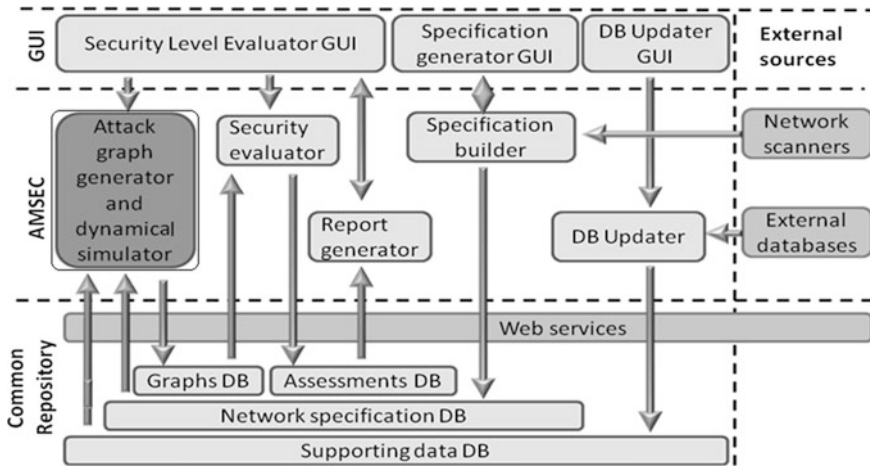 GUI
Security Level Evaluator GUI
Specification
generator GUI
DB Updater
GUI
External
sources
AMSEC
Attack
graph
generator
and
dynamical
simulator
Security
evaluator
Specification
builder
Network
scanners
Report
generator
DB Updater
External
databases
Common
Repository
Web services
Graphs DB
Assessments DB
Network specification DB
Supporting data DB